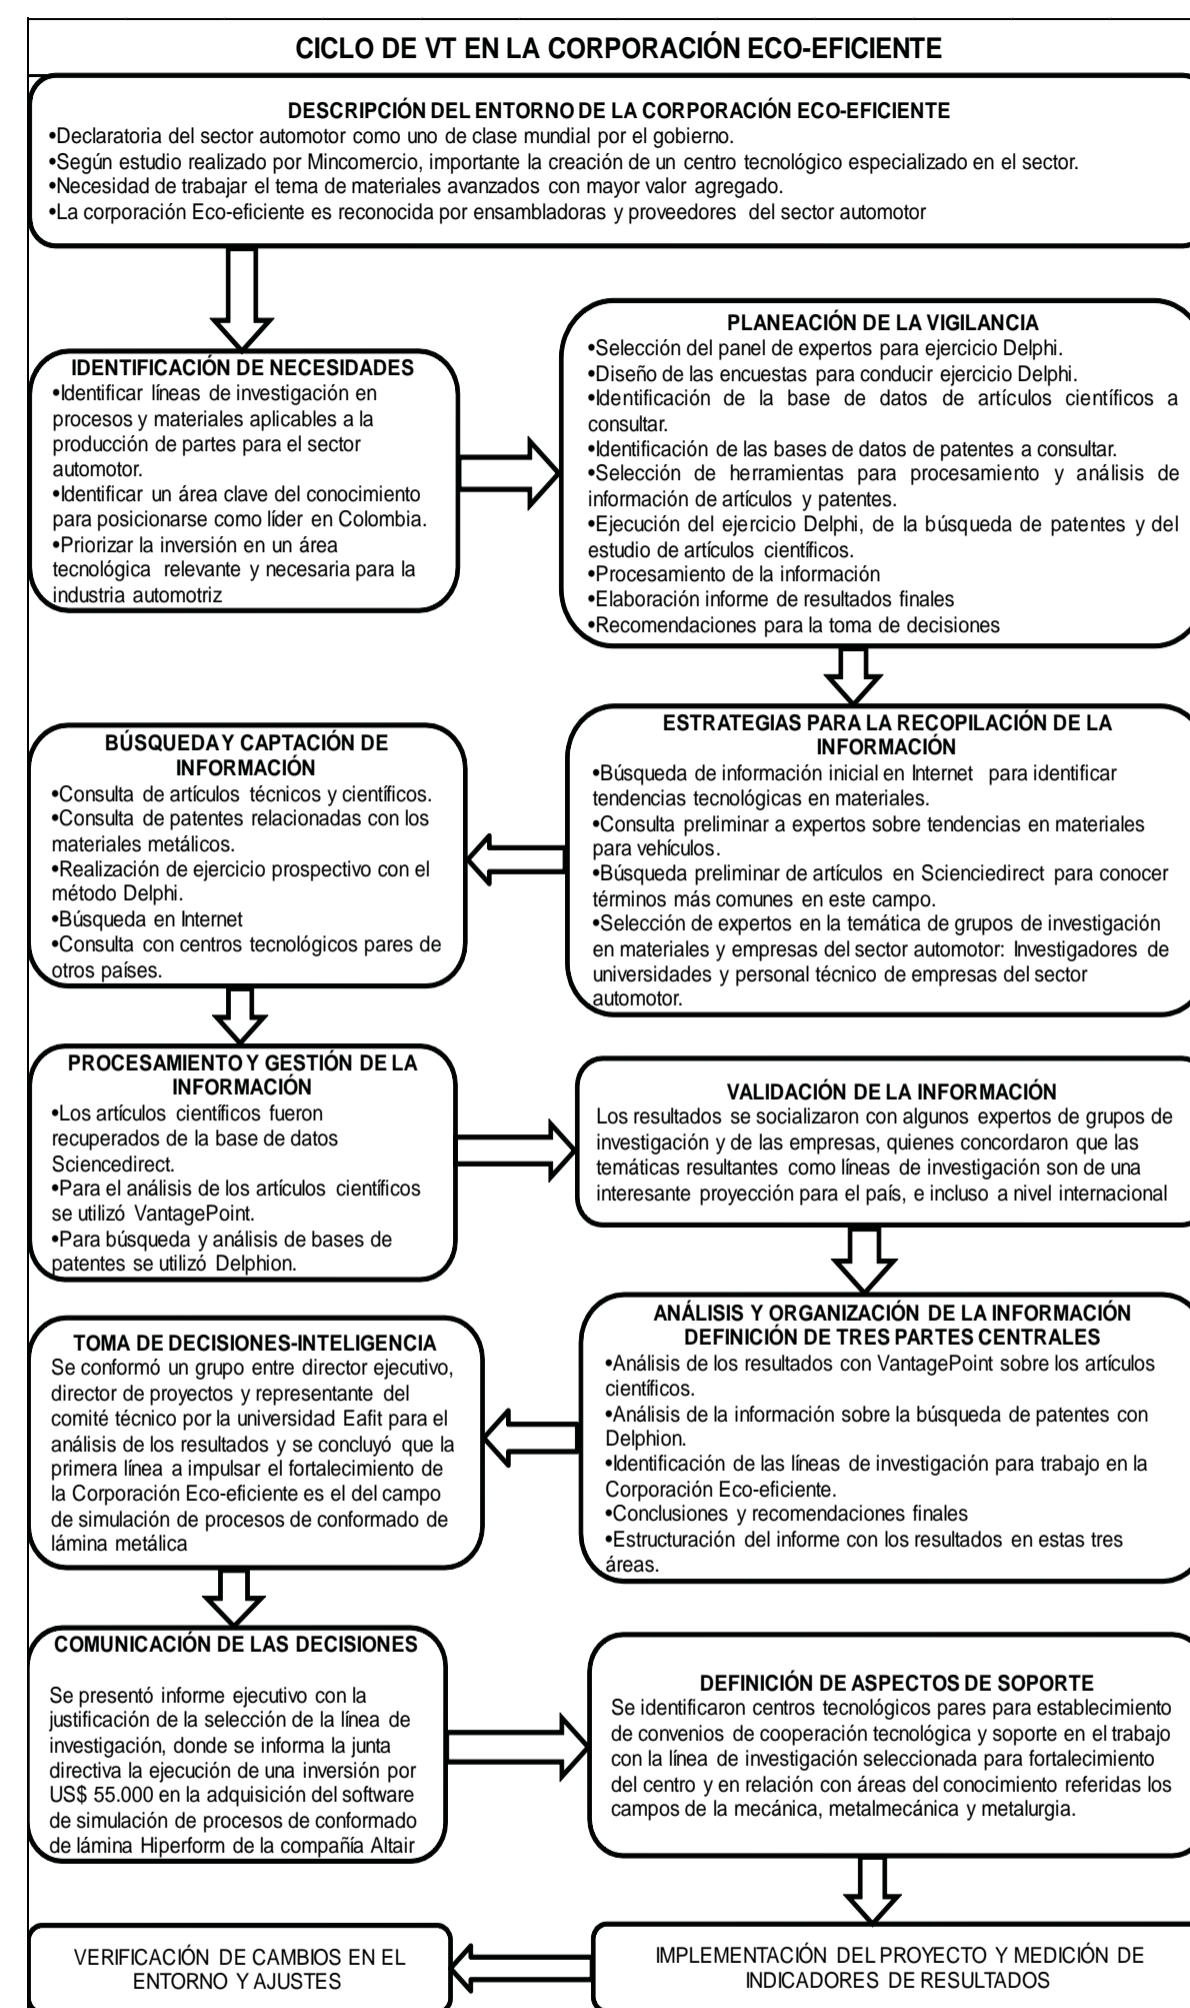 CICLO DE VT EN LA CORPORACIÓN ECO-EFICIENTE
DESCRIPCIÓN DEL ENTORNO DE LA CORPORACIÓN ECO-EFICIENTE
•Declaratoria del sector automotor como uno de clase mundial por el gobierno.
•Según estudio realizado por Mincomercio, importante la creación de un centro tecnológico especializado en el sector.
•Necesidad de trabajar el tema de materiales avanzados con mayor valor agregado.
•La corporación Eco-eficiente es reconocida por ensambladoras y proveedores del sector automotor
IDENTIFICACIÓN DE NECESIDADES
•Identificar líneas de investigación en
procesos y materiales aplicables a la
producción de partes para el sector
automotor.
•Identificar un área clave del conocimiento
para posicionarse como líder en Colombia.
•Priorizar la inversión en un área
tecnológica relevante y necesaria para la
industria automotriz
PLANEACIÓN DE LA VIGILANCIA
•Selección del panel de expertos para ejercicio Delphi.
•Diseño de las encuestas para conducir ejercicio Delphi.
•Identificación de la base de datos de artículos científicos a
consultar.
•Identificación de las bases de datos de patentes a consultar.
•Selección de herramientas para procesamiento y análisis de
información de artículos y patentes.
•Ejecución del ejercicio Delphi, de la búsqueda de patentes y del
estudio de artículos científicos.
•Procesamiento de la información
•Elaboración informe de resultados finales
•Recomendaciones para la toma de decisiones
ESTRATEGIAS PARA LA RECOPILACIÓN DE LA
INFORMACIÓN
•Búsqueda de información inicial en Internet para identificar
tendencias tecnológicas en materiales.
•Consulta preliminar a expertos sobre tendencias en materiales
para vehículos.
•Búsqueda preliminar de artículos en Scienciedirect para conocer
términos más comunes en este campo.
•Selección de expertos en la temática de grupos de investigación
en materiales y empresas del sector automotor: Investigadores de
universidades y personal técnico de empresas del sector
automotor.
BÚSQUEDA Y CAPTACIÓN DE
INFORMACIÓN
•Consulta de artículos técnicos y científicos.
•Consulta de patentes relacionadas con los
materiales metálicos.
•Realización de ejercicio prospectivo con el
método Delphi.
•Búsqueda en Internet
•Consulta con centros tecnológicos pares de
otros países.
PROCESAMIENTO Y GESTIÓN DE LA
INFORMACIÓN
•Los artículos científicos fueron
recuperados de la base de datos
Sciencedirect.
•Para el análisis de los artículos científicos
se utilizó VantagePoint.
•Para búsqueda y análisis de bases de
patentes se utilizó Delphion.
VALIDACIÓN DE LA INFORMACIÓN
Los resultados se socializaron con algunos expertos de grupos de
investigación y de las empresas, quienes concordaron que las
temáticas resultantes como líneas de investigación son de una
interesante proyección para el país, e incluso a nivel internacional
ANÁLISIS Y ORGANIZACIÓN DE LA INFORMACIÓN
DEFINICIÓN DE TRES PARTES CENTRALES
•Análisis de los resultados con VantagePoint sobre los artículos
científicos.
•Análisis de la información sobre la búsqueda de patentes con
Delphion.
•Identificación de las líneas de investigación para trabajo en la
Corporación Eco-eficiente.
•Conclusiones y recomendaciones finales
•Estructuración del informe con los resultados en estas tres
áreas.
TOMA DE DECISIONES-INTELIGENCIA
Se conformó un grupo entre director ejecutivo,
director de proyectos y representante del
comité técnico por la universidad Eafit para el
análisis de los resultados y se concluyó que la
primera línea a impulsar el fortalecimiento de
la Corporación Eco-eficiente es el del campo
de simulación de procesos de conformado de
lámina metálica
COMUNICACIÓN DE LAS DECISIONES
Se presentó informe ejecutivo con la
justificación de la selección de la línea de
investigación, donde se informa la junta
directiva la ejecución de una inversión por
US$ 55.000 en la adquisición del software
de simulación de procesos de conformado
de lámina Hiperform de la compañía Altair
DEFINICIÓN DE ASPECTOS DE SOPORTE
Se identificaron centros tecnológicos pares para establecimiento
de convenios de cooperación tecnológica y soporte en el trabajo
con la línea de investigación seleccionada para fortalecimiento
del centro y en relación con áreas del conocimiento referidas los
campos de la mecánica, metalmecánica y metalurgia.
IMPLEMENTACIÓN DEL PROYECTO Y MEDICIÓN DE
INDICADORES DE RESULTADOS
VERIFICACIÓN DE CAMBIOS EN EL
ENTORNO Y AJUSTES